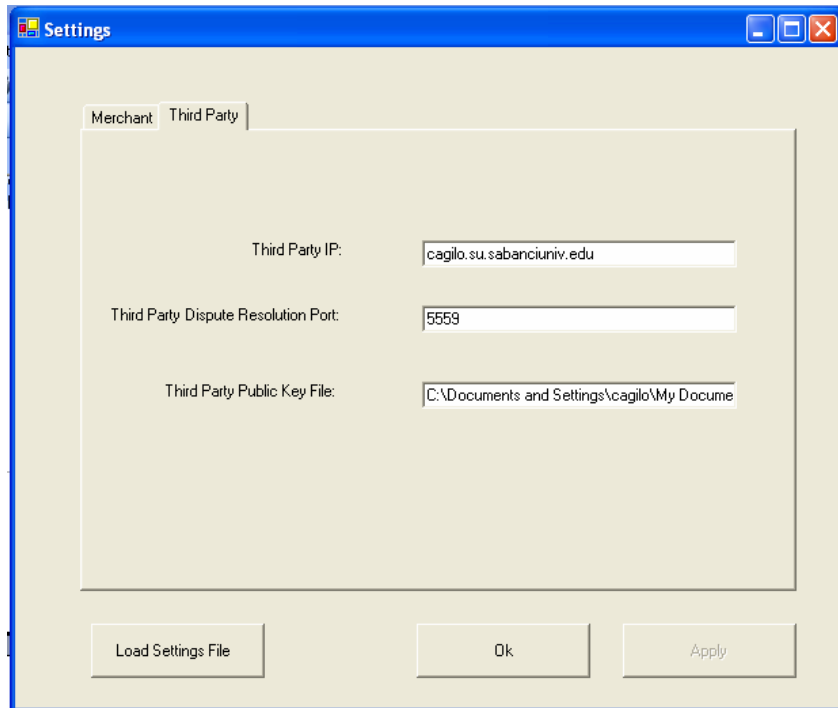 Settings
Merchant Third Party
Third Party IP: cagilo.su.sabanciuniv.edu
Third Party Dispute Resolution Port: 5559
Third Party Public Key File: C:\Documents and Settings\cagilo\My Docume
Load Settings File Ok Apply